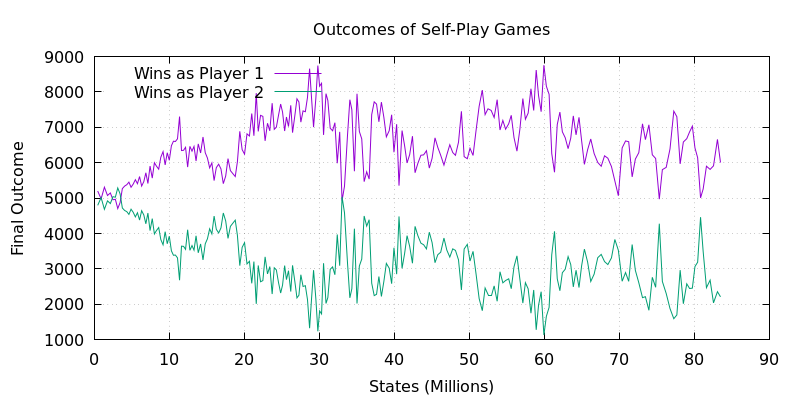 Outcomes of Self-Play Games
9000
8000
7000
6000
5000
4000
3000
2000
1000
Final Outcome
Wins as Player 1
Wins as Player 2
0 10 20 30 40 50 60 70 80 90
States (Millions)